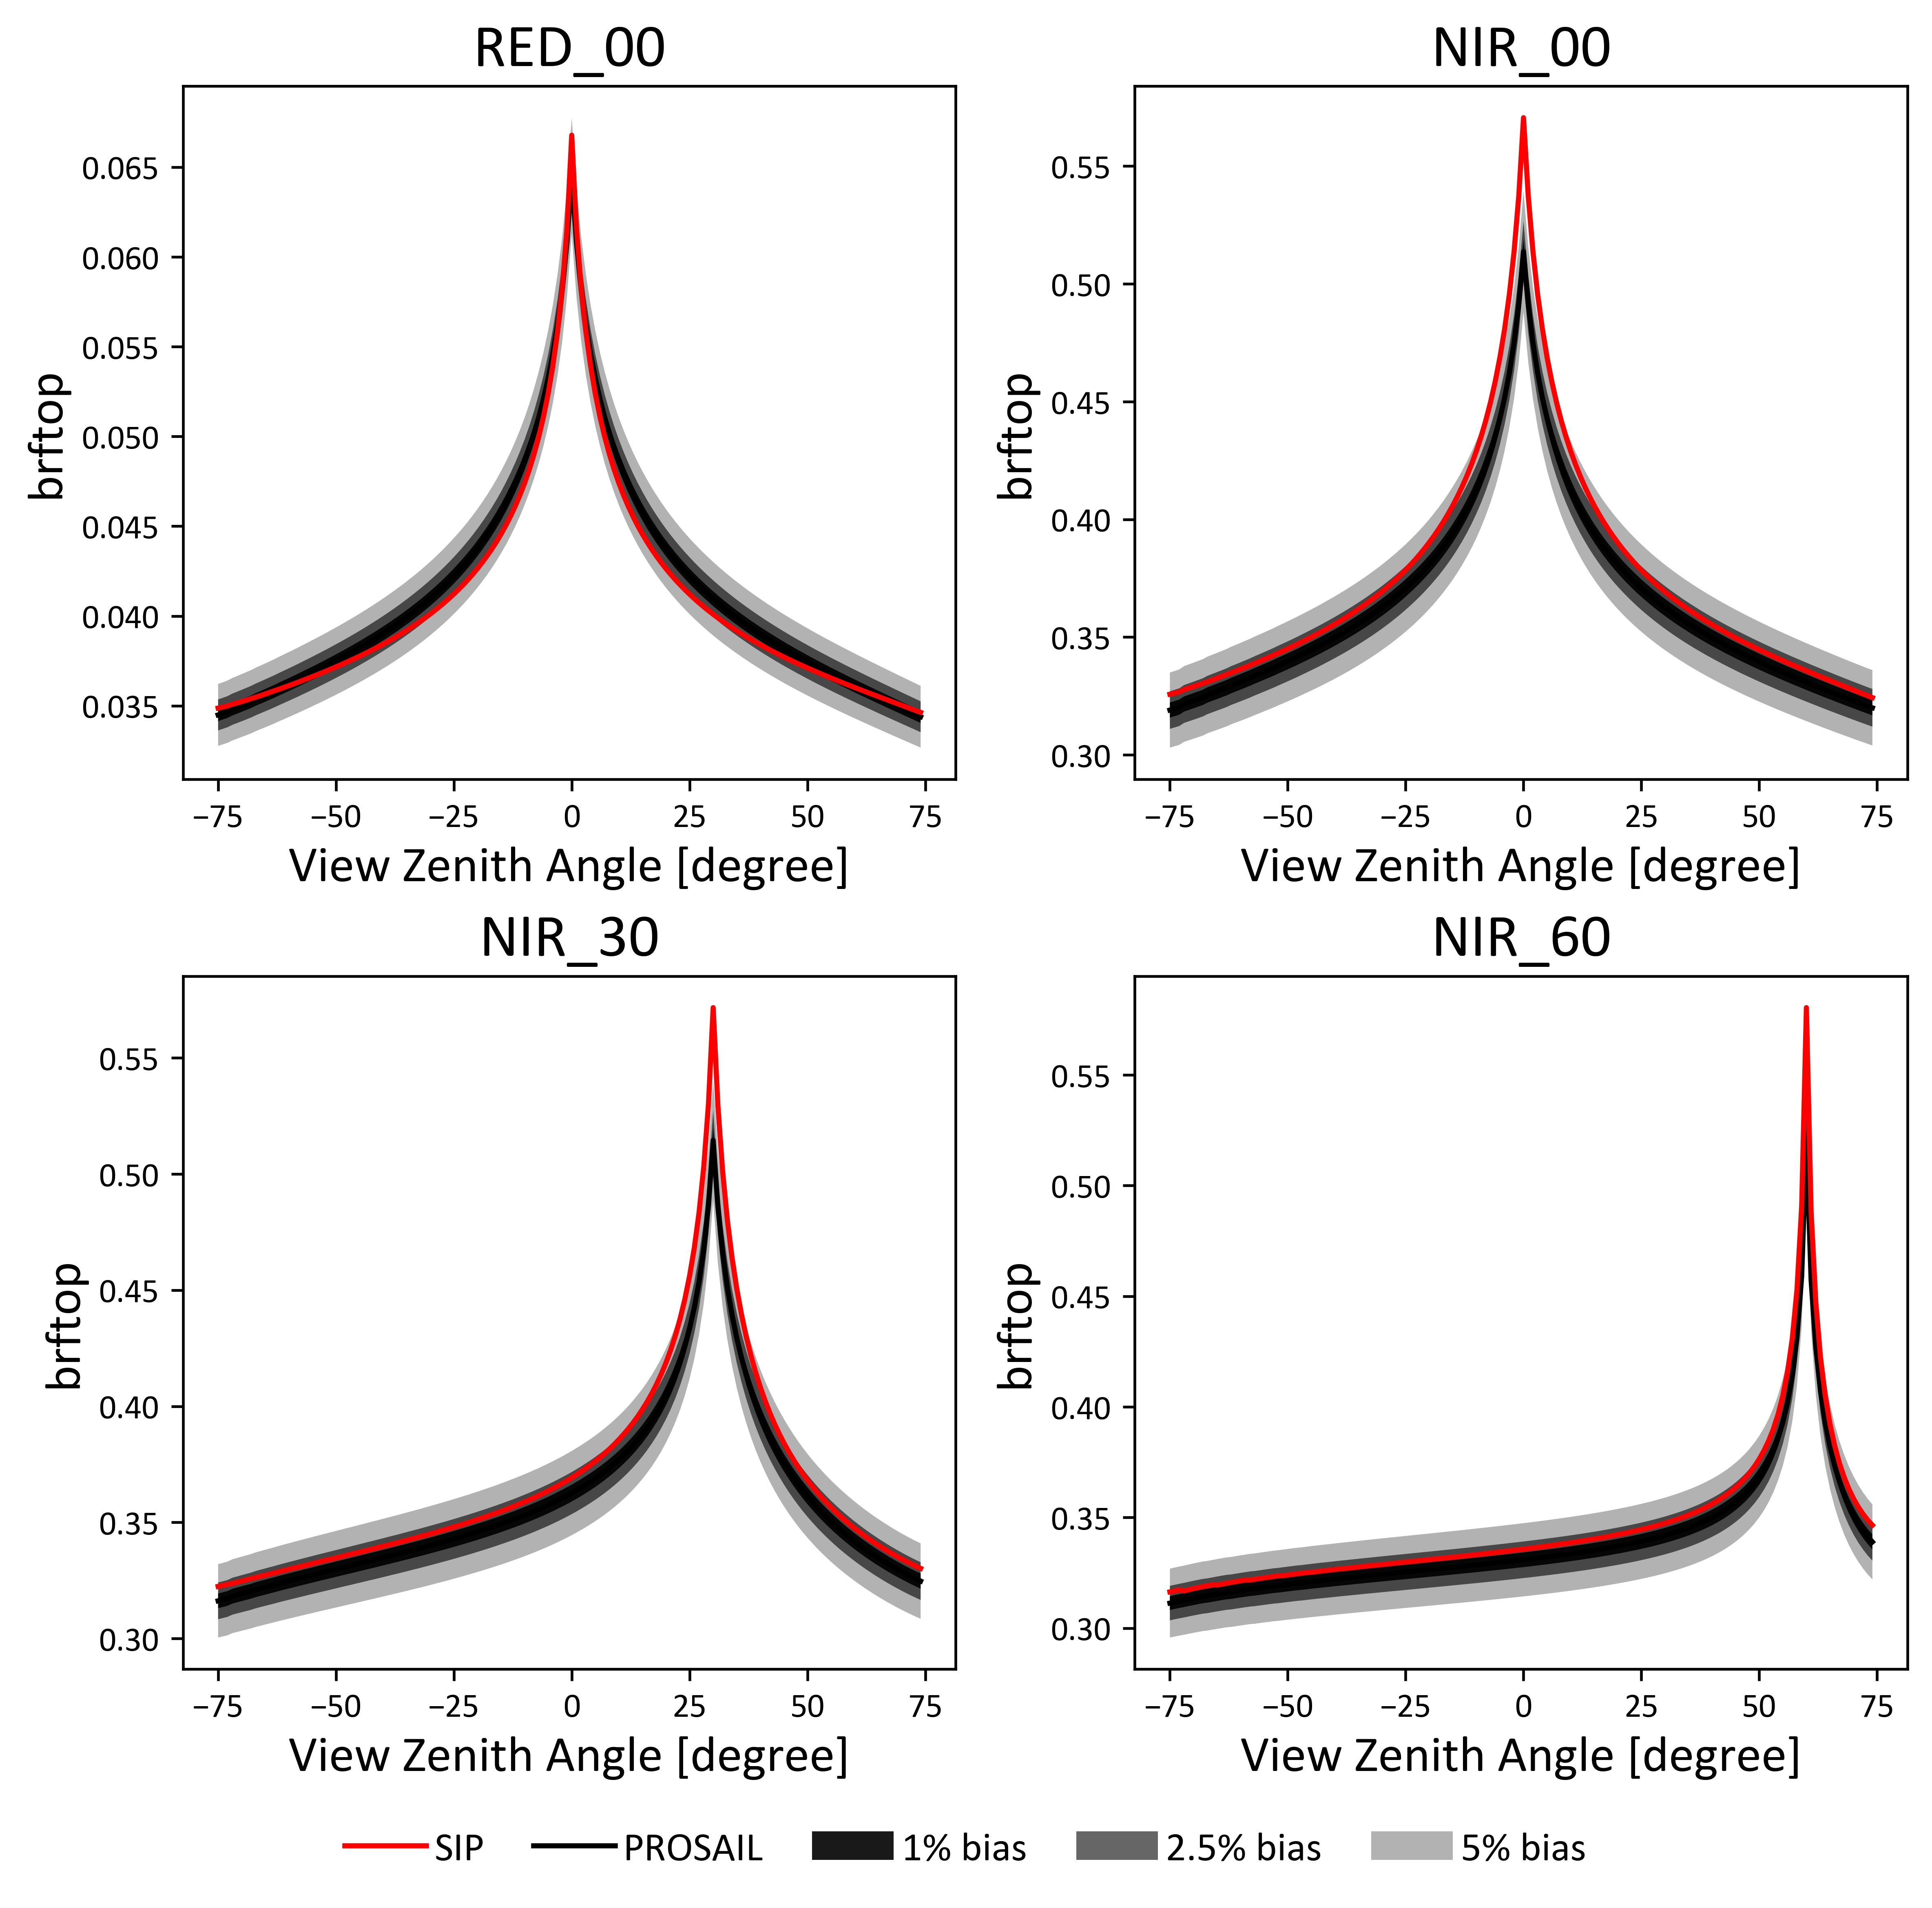 RED_00
NIR_00
0.065
0.060
0.055
0.050
0.045
0.040
0.035
brftop
−75 −50 −25 0 25 50 75
View Zenith Angle [degree]
0.55
0.50
0.45
0.40
0.35
0.30
brftop
−75 −50 −25 0 25 50 75
View Zenith Angle [degree]
NIR_30
NIR_60
0.55
0.50
0.45
0.40
0.35
0.30
brftop
−75 −50 −25 0 25 50 75
View Zenith Angle [degree]
0.55
0.50
0.45
0.40
0.35
0.30
brftop
−75 −50 −25 0 25 50 75
View Zenith Angle [degree]
SIP PROSAIL 1% bias 2.5% bias 5% bias